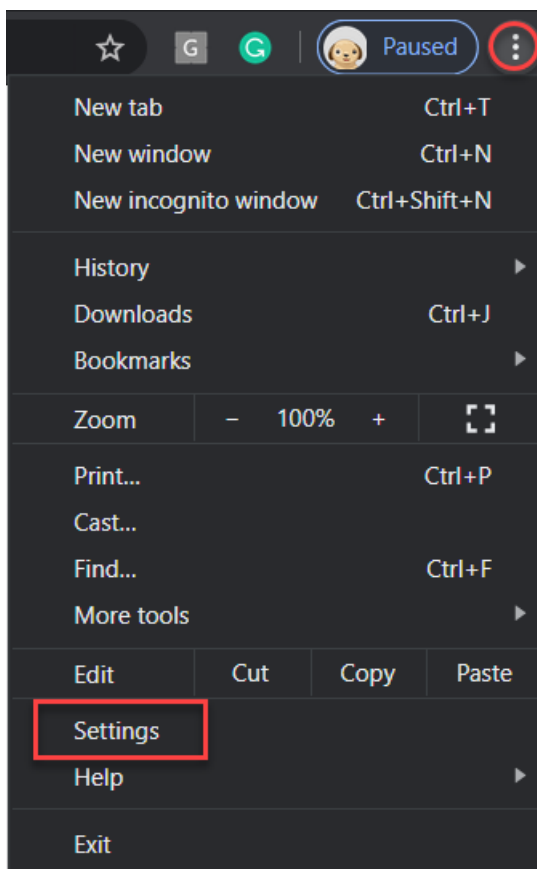 G G Paused
New tab Ctrl+T
New window Ctrl+N
New incognito window Ctrl+Shift+N
History
Downloads Ctrl+J
Bookmarks
Zoom - 100% +
Print... Ctrl+P
Cast...
Find... Ctrl+F
More tools
Edit Cut Copy Paste
Settings
Help
Exit